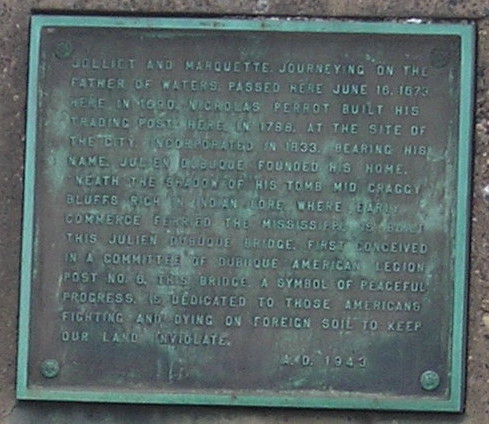 JOLLIET AND MARQUETTE, JOURNEYING ON THE
FATHER OF WATERS, PASSED HERE JUNE 16, 1673.
HERE IN 1690, NICHOLAS PERROT BUILT HIS
TRADING POST. HERE IN 1788, AT THE SITE OF
THE CITY, INCORPORATED IN 1833, BEARING HIS
NAME, JULIEN DUBUQUE FOUNDED HIS HOME.
'NEATH THE SHADOW OF HIS TOMB MID CRAGGY
BLUFFS RICH IN INDIAN LORE, WHERE EARLY
COMMERCE FERRIED THE MISSISSIPPI, IS BUILT
THIS JULIEN DUBUQUE BRIDGE. FIRST CONCEIVED
IN A COMMITTEE OF DUBUQUE AMERICAN LEGION
POST NO. 6, THIS BRIDGE, A SYMBOL OF PEACEFUL
PROGRESS, IS DEDICATED TO THOSE AMERICANS
FIGHTING AND DYING ON FOREIGN SOIL TO KEEP
OUR LAND INVIOLATE.
A.D. 1943